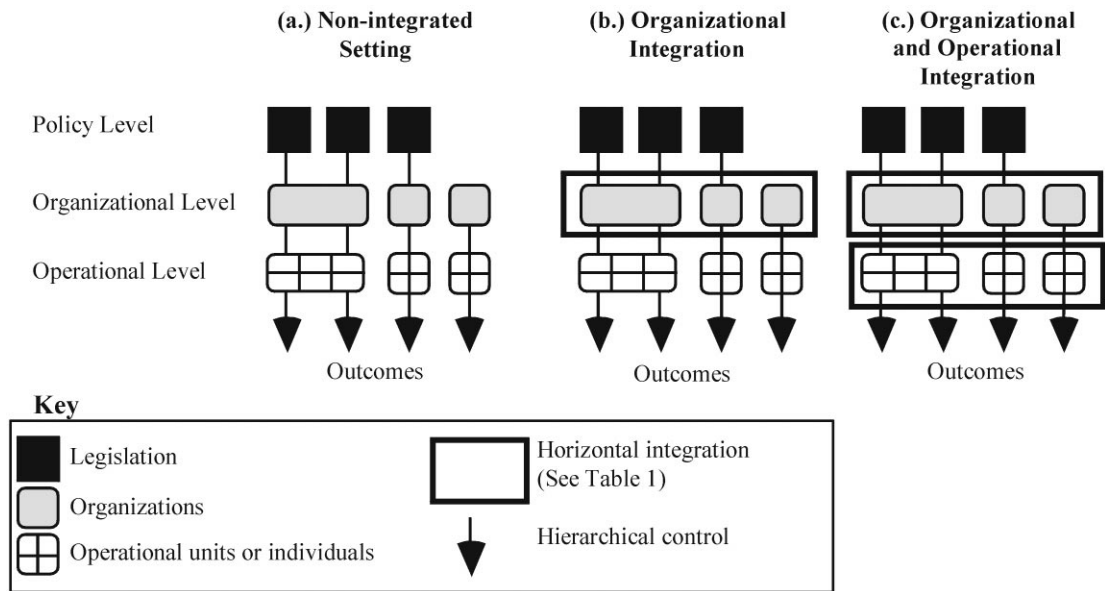 (a.) Non-integrated
Setting
(b.) Organizational
Integration
(c.) Organizational
and Operational
Integration
Policy Level
Organizational Level
Operational Level
Outcomes
Outcomes
Outcomes
Key
Legislation
Organizations
Operational units or individuals
Horizontal integration
(See Table 1)
Hierarchical control